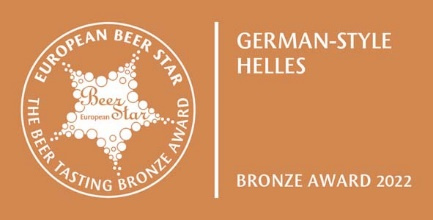 EUROPEAN BEER STAR
Beer
European Star
THE BEER TASTING BRONZE AWARD
GERMAN-STYLE
HELLES
BRONZE AWARD 2022